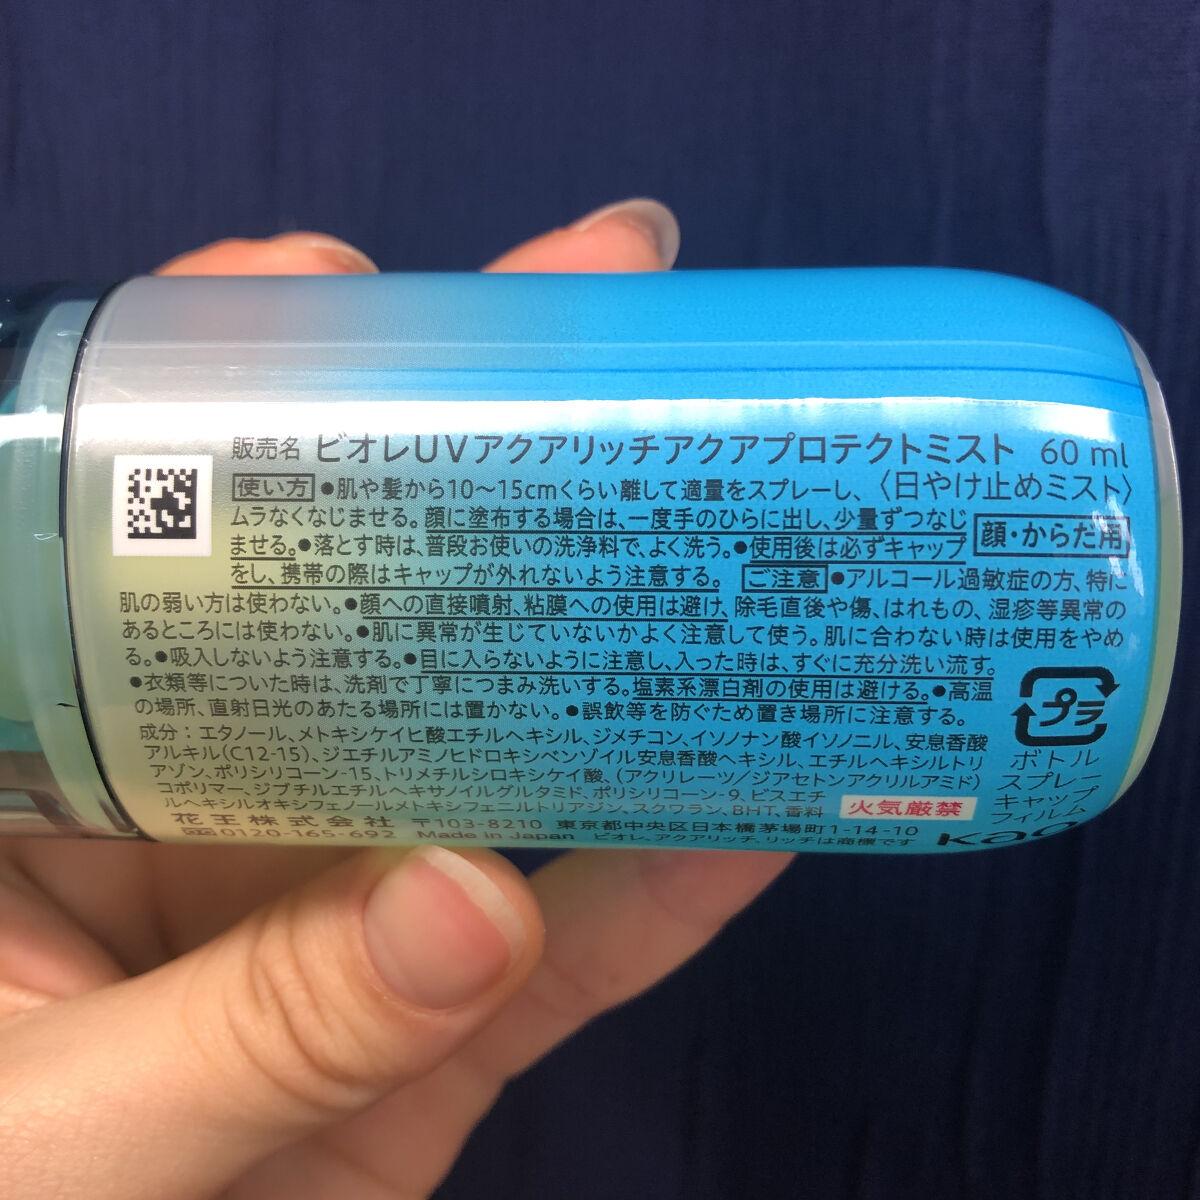 販売名 ビオレUVアクアリッチアクアプロテクトミスト 60 ml
使い方 ●肌や髪から10～15cmくらい離して適量をスプレーし、 〈日やけ止めミスト〉
ムラなくなじませる。顔に塗布する場合は、一度手のひらに出し、少量ずつなじ
ませる。●落とす時は、普段お使いの洗浄料で、よく洗う。●使用後は必ずキャップ
顔・からだ用
をし、携帯の際はキャップが外れないよう注意する。 ご注意 ●アルコール過敏症の方、特に
肌の弱い方は使わない。●顔への直接噴射、粘膜への使用は避け、除毛直後や傷、はれもの、湿疹等異常の
あるところには使わない。●肌に異常が生じていないかよく注意して使う。肌に合わない時は使用をやめ
る。●吸入しないよう注意する。●目に入らないように注意し、入った時は、すぐに充分洗い流す。
●衣類等についた時は、洗剤で丁寧につまみ洗いする。塩素系漂白剤の使用は避ける。●高温
の場所、直射日光のあたる場所には置かない。●誤飲等を防ぐため置き場所に注意する。
成分：エタノール、メトキシケイヒ酸エチルヘキシル、ジメチコン、イソノナン酸イソノニル、安息香酸
アルキル(C12-15)、ジエチルアミノヒドロキシベンゾイル安息香酸ヘキシル、エチルヘキシルトリ
アゾン、ポリシリコーン-15、トリメチルシロキシケイ酸、(アクリレーツ/ジアセトンアクリルアミド)
コポリマー、ジブチルエチルヘキサノイルグルタミド、ポリシリコーン-9、ビスエチ
ルヘキシルオキシフェノールメトキシフェニルトリアジン、スクワラン、BHT、香料
火気厳禁
プラ
ボトル
スプレー
キャップ
フィルム
花王株式会社 〒103-8210 東京都中央区日本橋茅場町1-14-10
0120-165-692 Made in Japan ビオレ、アクアリッチ、リッチは商標です
Kao